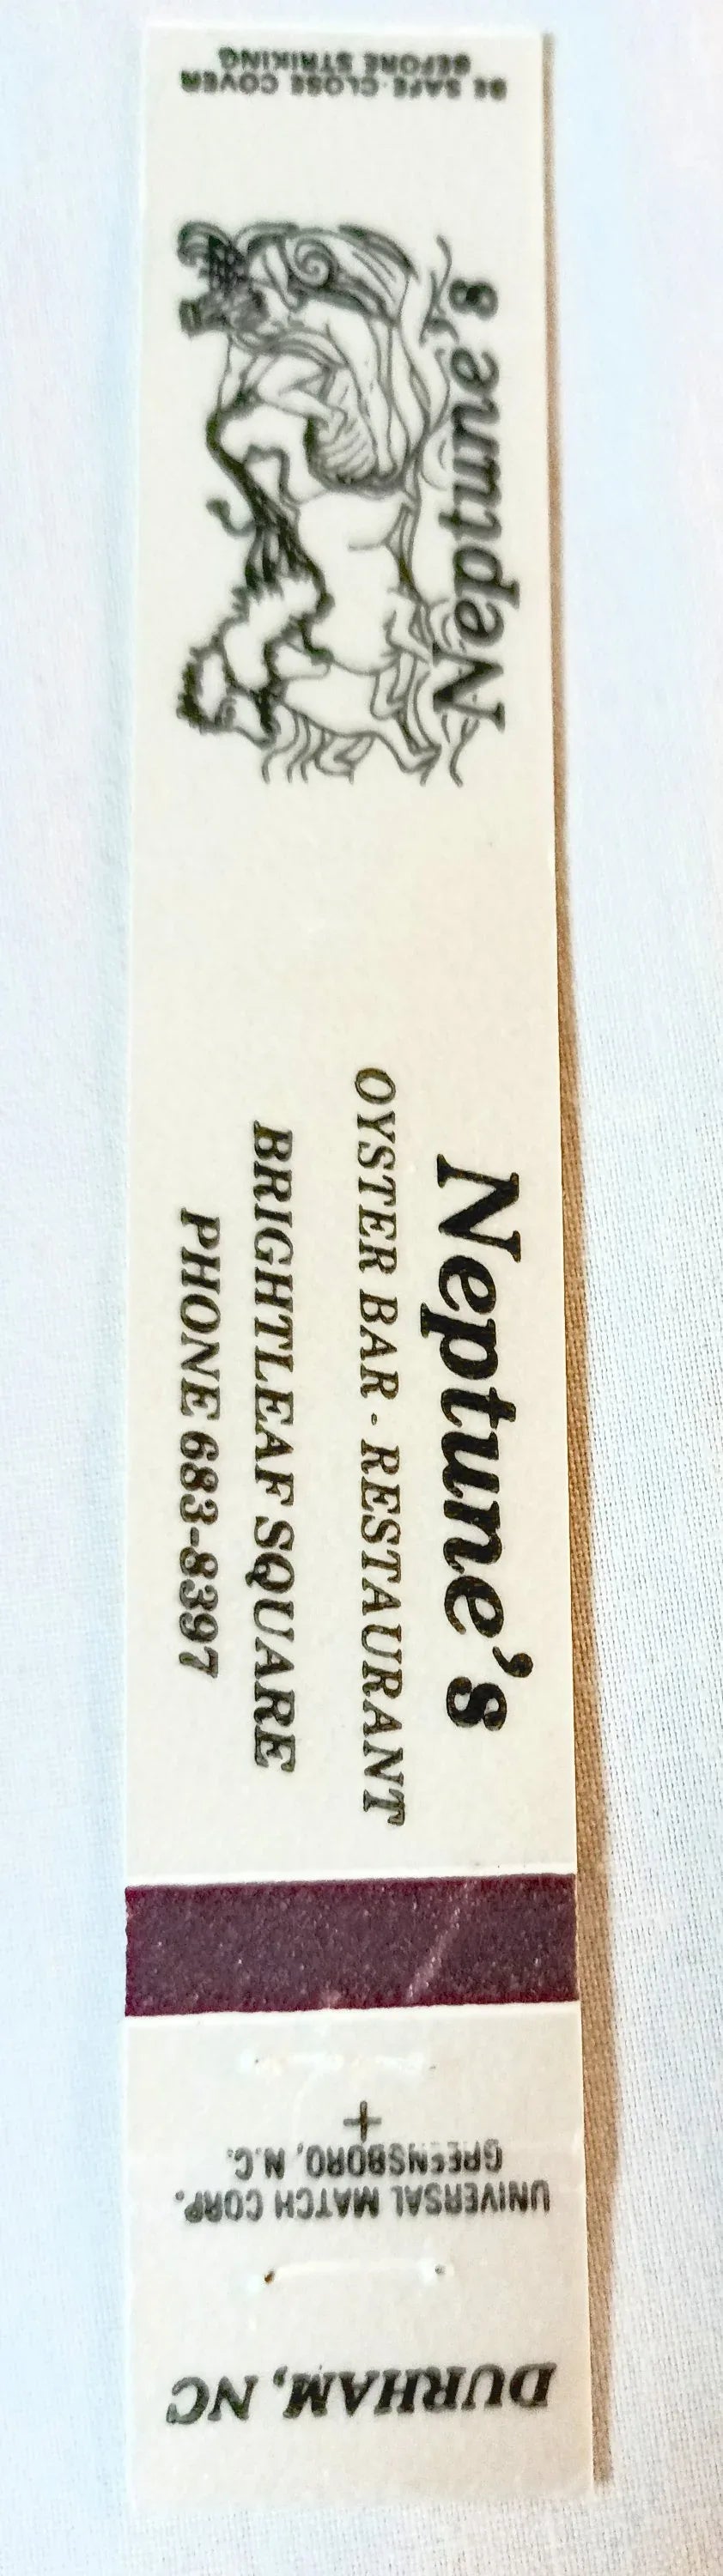 BE SAFE-CLOSE COVER
BEFORE STRIKING
Neptune's
Neptune's
OYSTER BAR - RESTAURANT
BRIGHTLEAF SQUARE
PHONE 683-8397
+
UNIVERSAL MATCH CORP.
GREENSBORO, N.C.
DURHAM, NC